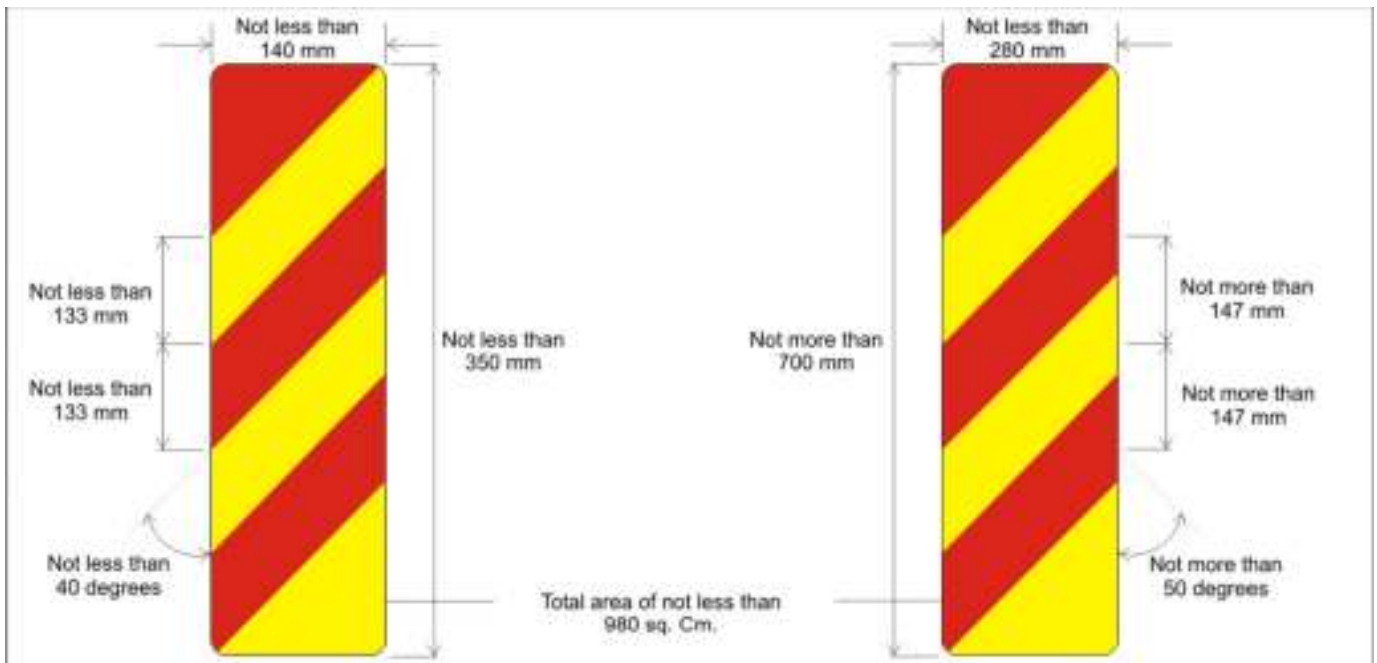 Not less than
140 mm
Not less than
280 mm
Not less than
133 mm
Not less than
350 mm
Not more than
700 mm
Not more than
147 mm
Not less than
133 mm
Not more than
147 mm
Not less than
40 degrees
Total area of not less than
980 sq. Cm.
Not more than
50 degrees